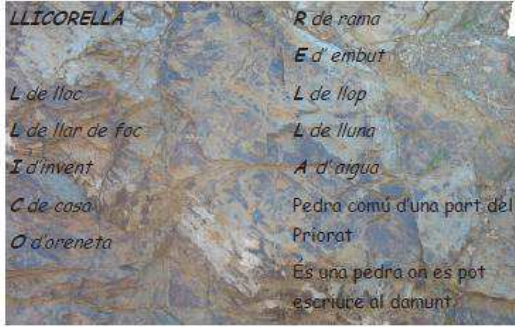 LLICORELLA
L de lloc
L de llar de foc
I d'invent
C de casa
O d'oreneta
R de rama
E d' embut
L de llop
L de lluna
A d' aigua
Pedra comú d'una part del
Priorat
És una pedra on es pot
escriure al damunt.